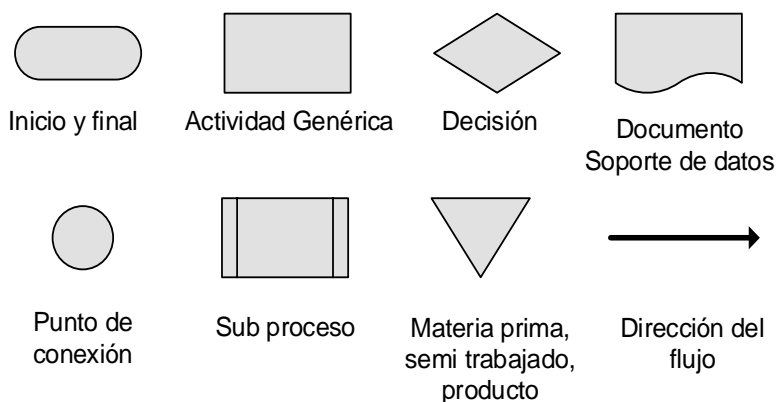 Inicio y final
Actividad Genérica
Decisión
Documento
Soporte de datos
Punto de
conexión
Sub proceso
Materia prima,
semi trabajado,
producto
Dirección del
flujo